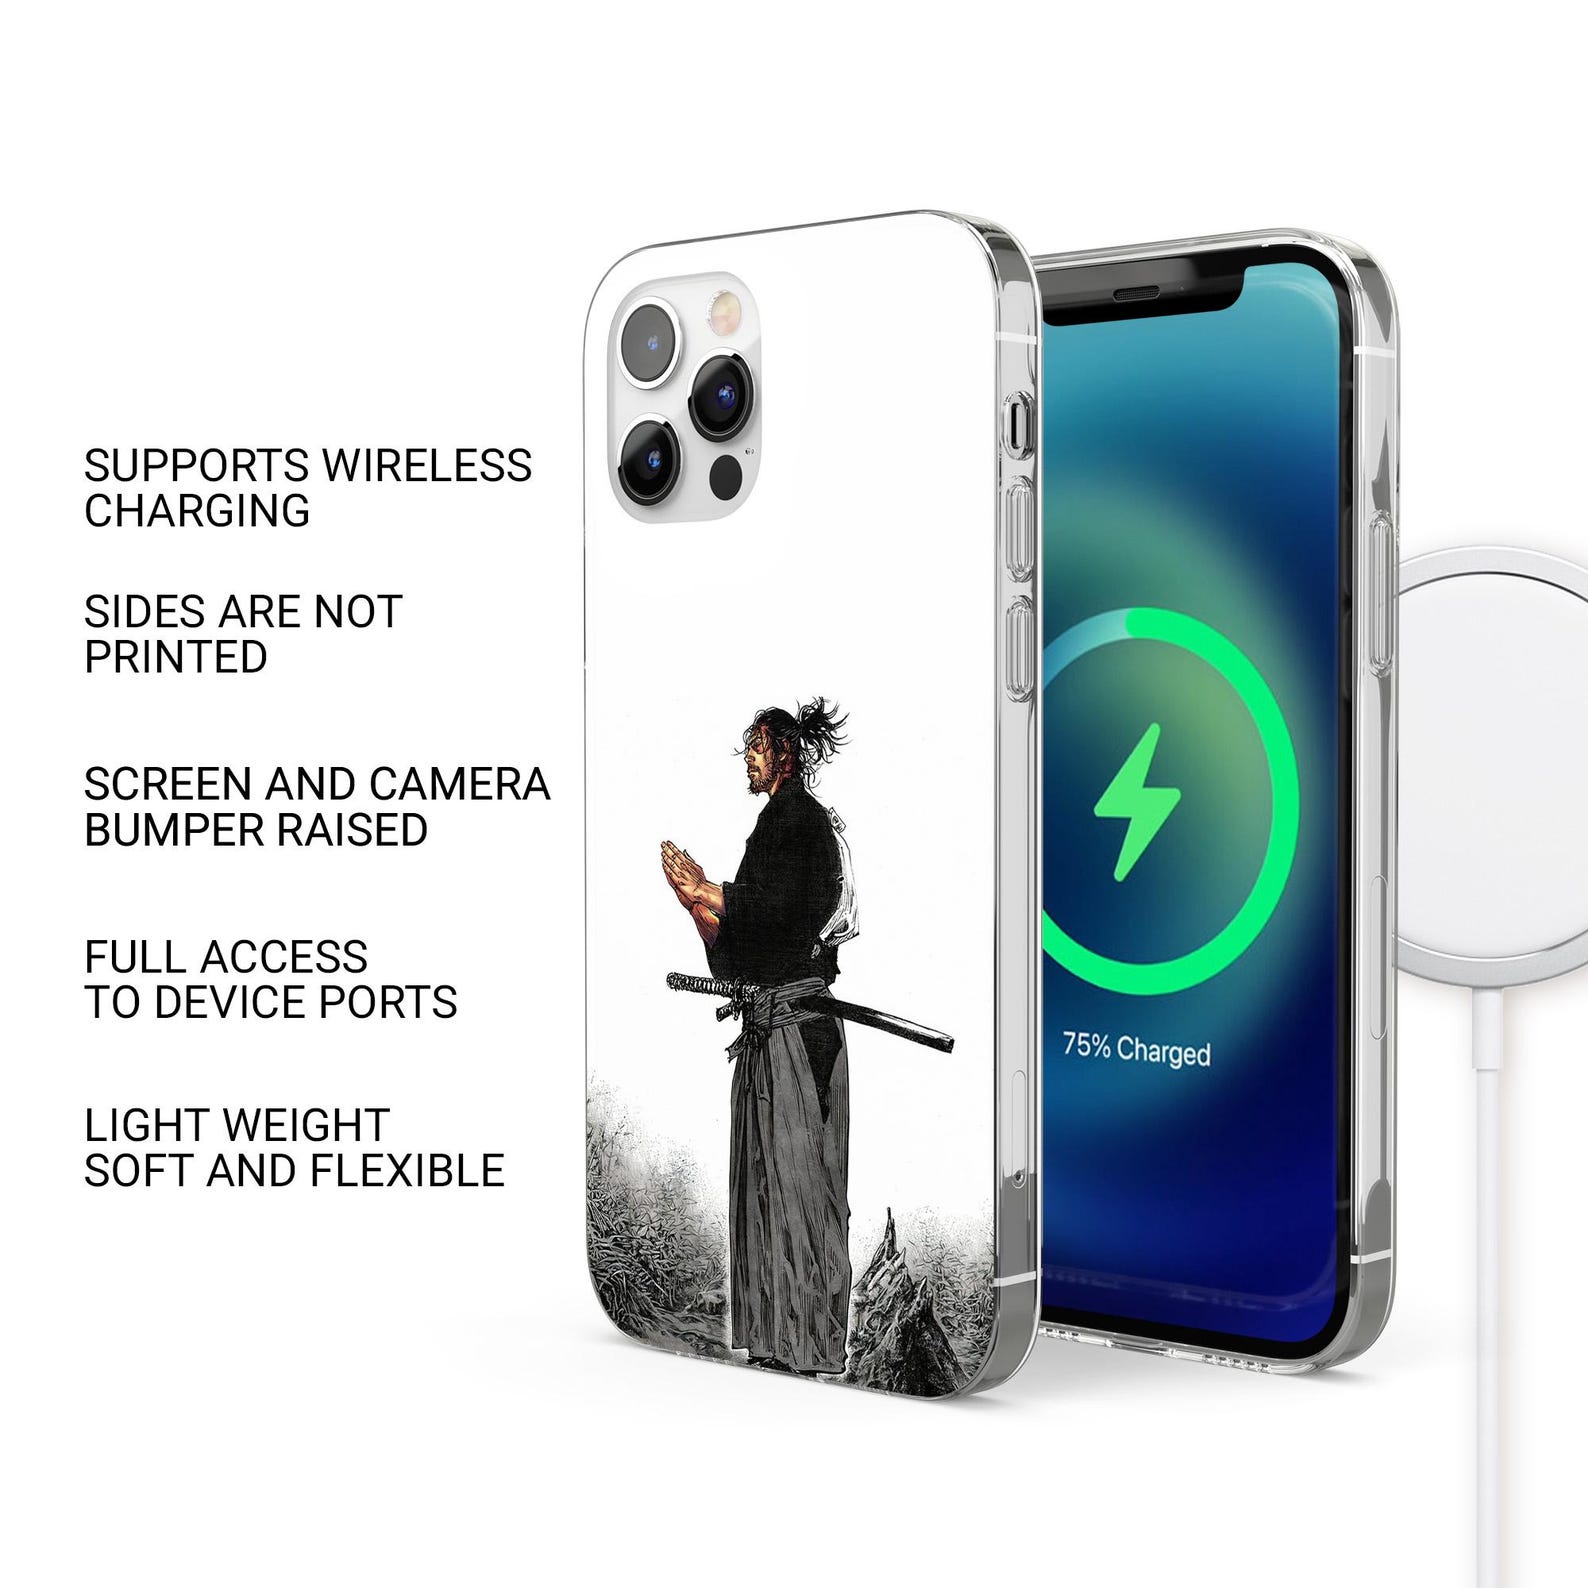 SUPPORTS WIRELESS
CHARGING
SIDES ARE NOT
PRINTED
SCREEN AND CAMERA
BUMPER RAISED
FULL ACCESS
TO DEVICE PORTS
LIGHT WEIGHT
SOFT AND FLEXIBLE
75% Charged